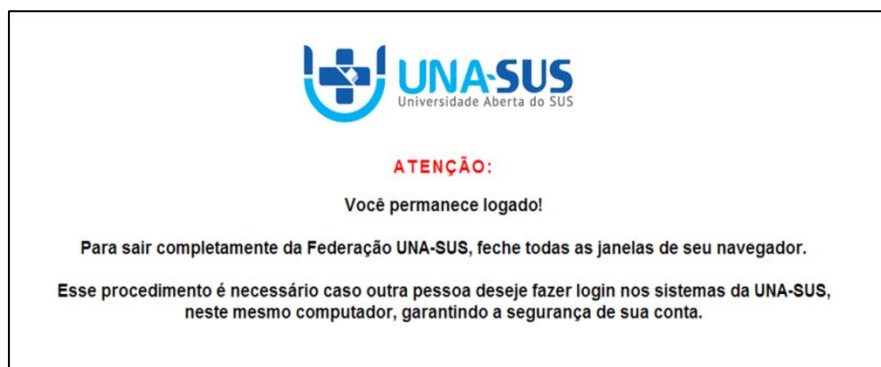 UNA-SUS
Universidade Aberta do SUS
ATENÇÃO:
Você permanece logado!
Para sair completamente da Federação UNA-SUS, feche todas as janelas de seu navegador.
Esse procedimento é necessário caso outra pessoa deseje fazer login nos sistemas da UNA-SUS,
neste mesmo computador, garantindo a segurança de sua conta.